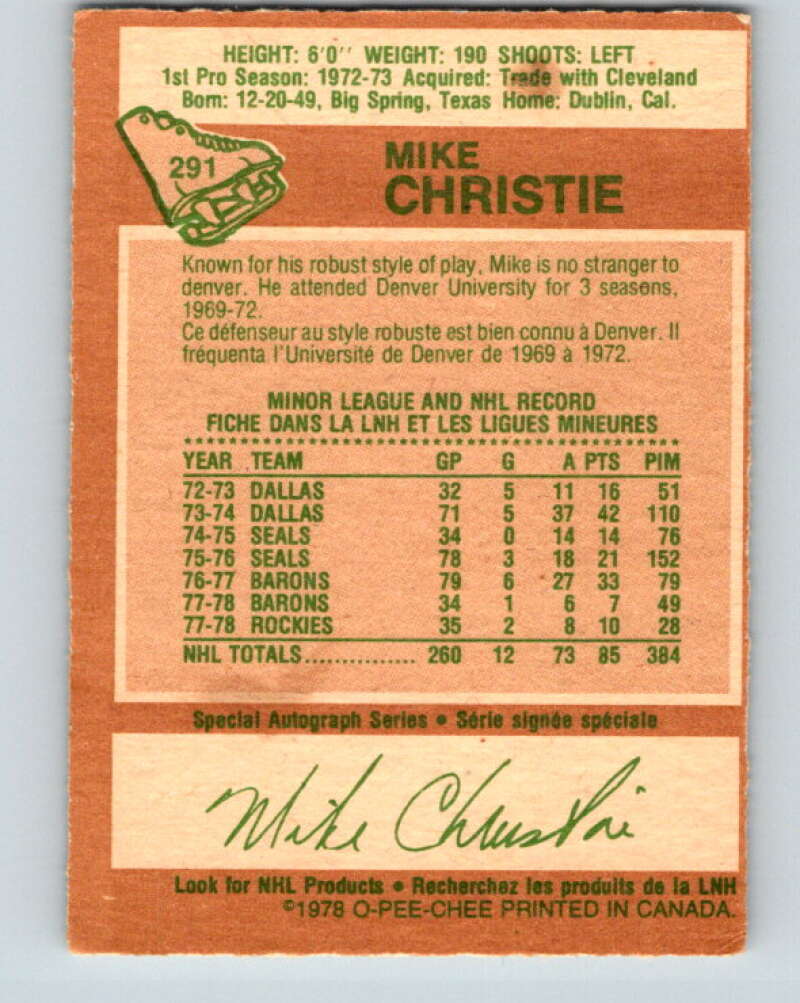 HEIGHT: 6'0'' WEIGHT: 190 SHOOTS: LEFT
1st Pro Season: 1972-73 Acquired: Trade with Cleveland
Born: 12-20-49, Big Spring, Texas Home: Dublin, Cal.
291
MIKE
CHRISTIE
Known for his robust style of play, Mike is no stranger to
denver. He attended Denver University for 3 seasons,
1969-72.
Ce défenseur au style robuste est bien connu à Denver. Il
fréquenta l'Université de Denver de 1969 à 1972.
MINOR LEAGUE AND NHL RECORD
FICHE DANS LA LNH ET LES LIGUES MINEURES
YEAR TEAM GP G A PTS PIM
72-73 DALLAS 32 5 11 16 51
73-74 DALLAS 71 5 37 42 110
74-75 SEALS 34 0 14 14 76
75-76 SEALS 78 3 18 21 152
76-77 BARONS 79 6 27 33 79
77-78 BARONS 34 1 6 7 49
77-78 ROCKIES 35 2 8 10 28
NHL TOTALS............... 260 12 73 85 384
Special Autograph Series • Série signée spéciale
Mike Christie
Look for NHL Products • Recherchez les produits de la LNH
©1978 O-PEE-CHEE PRINTED IN CANADA.